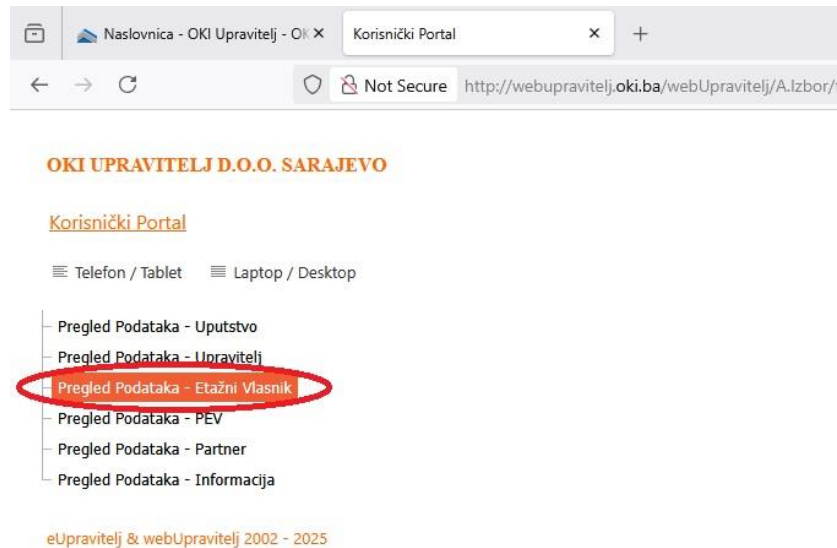 Naslovnica - OKI Upravitelj - OK
Korisnički Portal
Not Secure http://webupravitelj.oki.ba/webUpravitelj/A.Izbor/
OKI UPRAVITELJ D.O.O. SARAJEVO
Korisnički Portal
Telefon / Tablet Laptop / Desktop
Pregled Podataka - Uputstvo
Pregled Podataka - Upravitelj
Pregled Podataka - Etažni Vlasnik
Pregled Podataka - PEV
Pregled Podataka - Partner
Pregled Podataka - Informacija
eUpravitelj & webUpravitelj 2002 - 2025